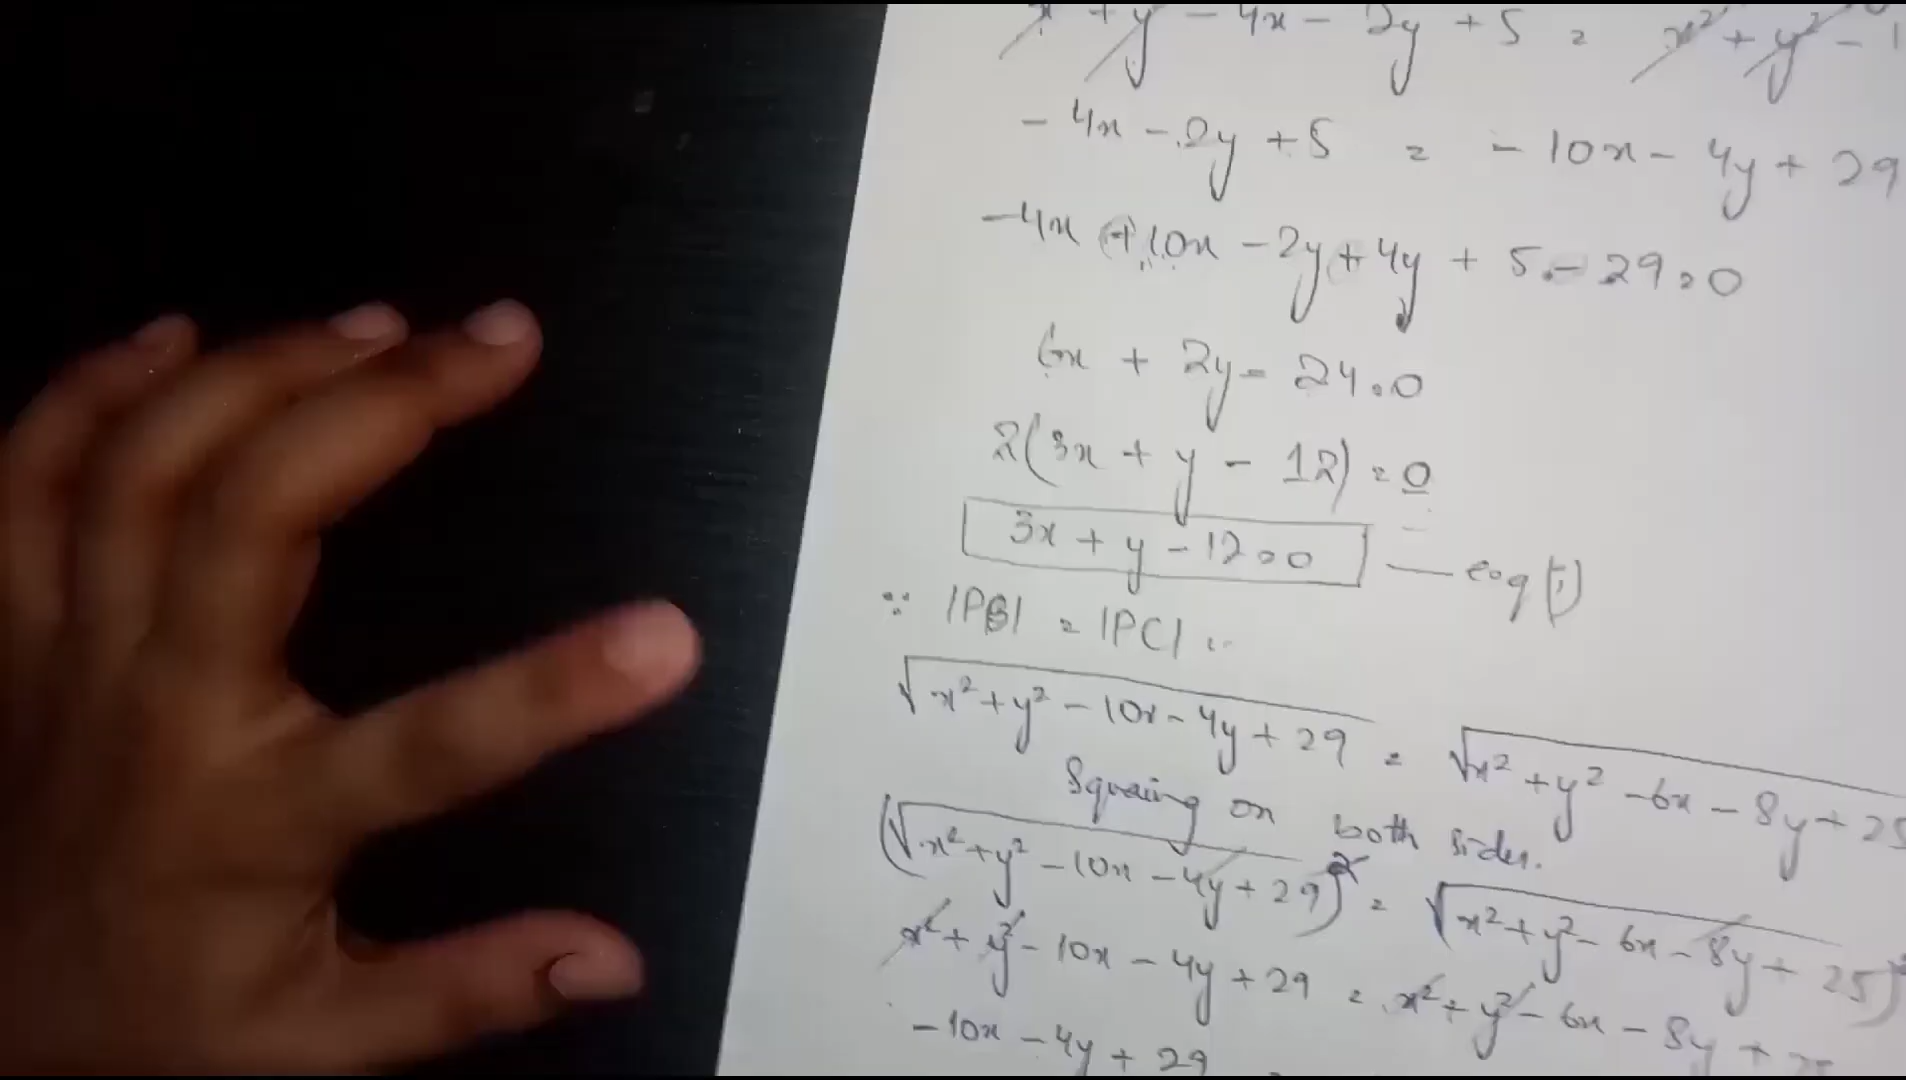 x + y - 4x - 2y + 5 = x² + y² - 1
- 4x - 2y + 5 = - 10x - 4y + 29
-4x + 10x - 2y + 4y + 5 - 29 = 0
6x + 2y - 24 = 0
2(3x + y - 12) = 0
3x + y - 12 = 0 — eq (i)
∵ |PB| = |PC|
√x² + y² - 10x - 4y + 29 = √x² + y² - 6x - 8y + 25
Squaring on both sides.
(√x² + y² - 10x - 4y + 29)² = √x² + y² - 6x - 8y + 25)²
x² + y² - 10x - 4y + 29 = x² + y² - 6x - 8y +
-10x - 4y + 29